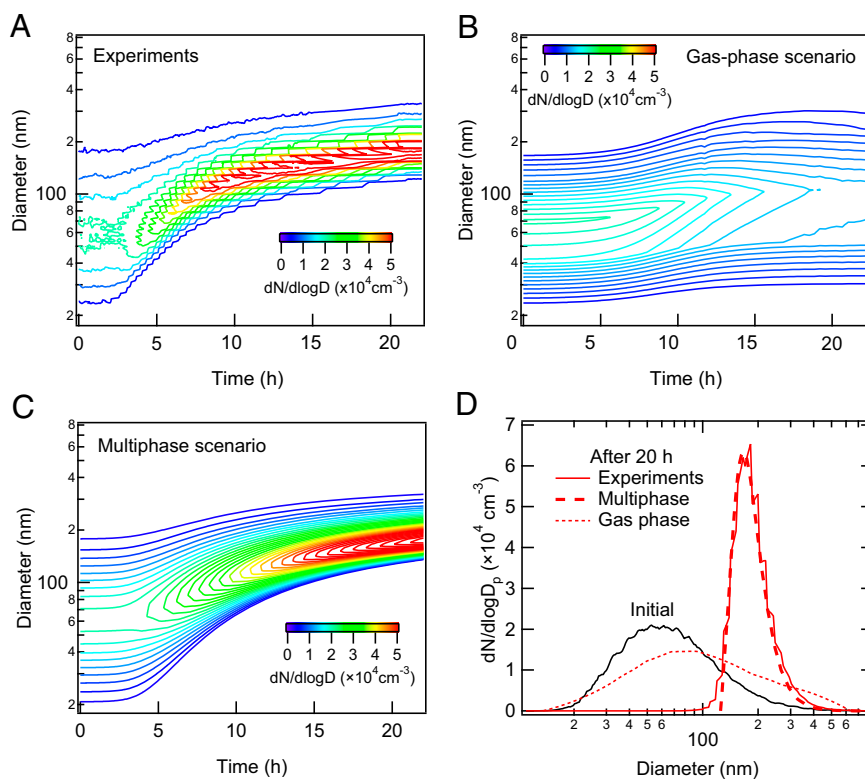 A
Experiments
8
6
4
2
100
8
6
4
2
Diameter (nm)
0 1 2 3 4 5
dN/dlogD (x10⁴cm⁻³)
0 5 10 15 20
Time (h)
B
Gas-phase scenario
0 1 2 3 4 5
dN/dlogD (x10⁴cm⁻³)
8
6
4
2
100
8
6
4
2
Diameter (nm)
0 5 10 15 20
Time (h)
C
Multiphase scenario
8
6
4
2
100
8
6
4
2
Diameter (nm)
0 1 2 3 4 5
dN/dlogD (×10⁴cm⁻³)
0 5 10 15 20
Time (h)
D
After 20 h
Experiments
Multiphase
Gas phase
Initial
7
6
5
4
3
2
1
0
dN/dlogDₚ (×10⁴ cm⁻³)
2 3 4 5 6 100 2 3 4 5 6
Diameter (nm)